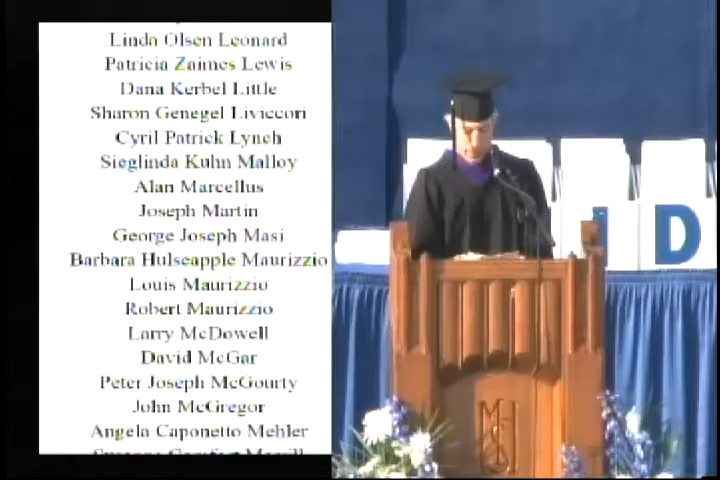 Linda Olsen Leonard
Patricia Zaimes Lewis
Dana Kerbel Little
Sharon Genegel Liviccori
Cyril Patrick Lynch
Sieglinda Kuhn Malloy
Alan Marcellus
Joseph Martin
George Joseph Masi
Barbara Hulseapple Maurizzio
Louis Maurizzio
Robert Maurizzio
Larry McDowell
David McGar
Peter Joseph McGourty
John McGregor
Angela Caponetto Mehler
D